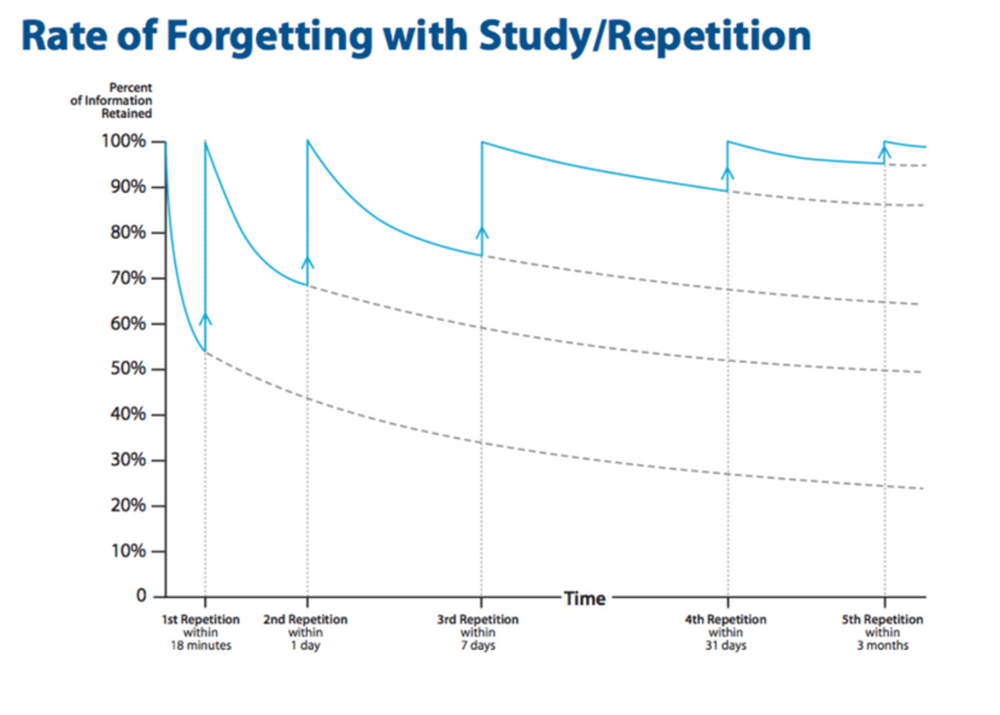 Rate of Forgetting with Study/Repetition
Percent
of Information
Retained
100%
90%
80%
70%
60%
50%
40%
30%
20%
10%
0
Time
1st Repetition
within
18 minutes
2nd Repetition
within
1 day
3rd Repetition
within
7 days
4th Repetition
within
31 days
5th Repetition
within
3 months